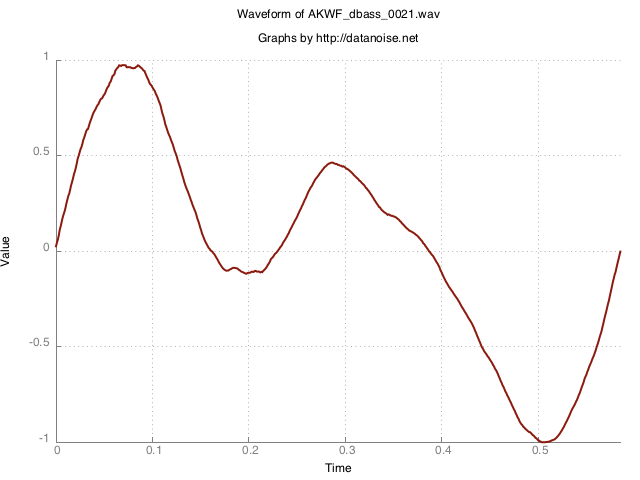 Waveform of AKWF_dbass_0021.wav
Graphs by http://datanoise.net
1
0.5
0
-0.5
-1
Value
0 0.1 0.2 0.3 0.4 0.5
Time